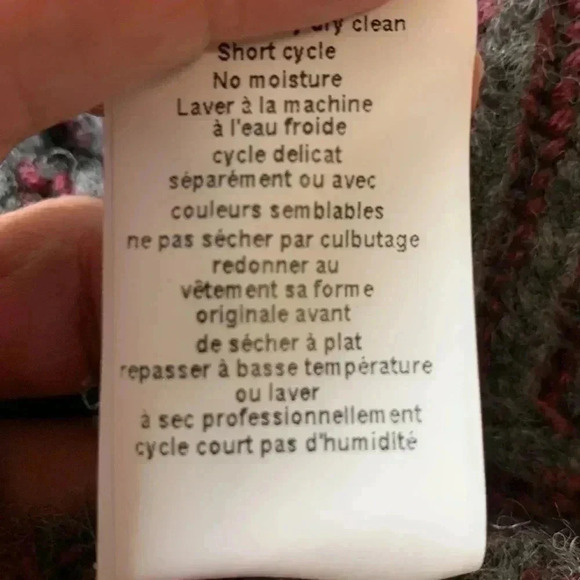 dry clean
Short cycle
No moisture
Laver à la machine
à l'eau froide
cycle delicat
séparément ou avec
couleurs semblables
ne pas sécher par culbutage
redonner au
vêtement sa forme
originale avant
de sécher à plat
repasser à basse température
ou laver
à sec professionnellement
cycle court pas d'humidité